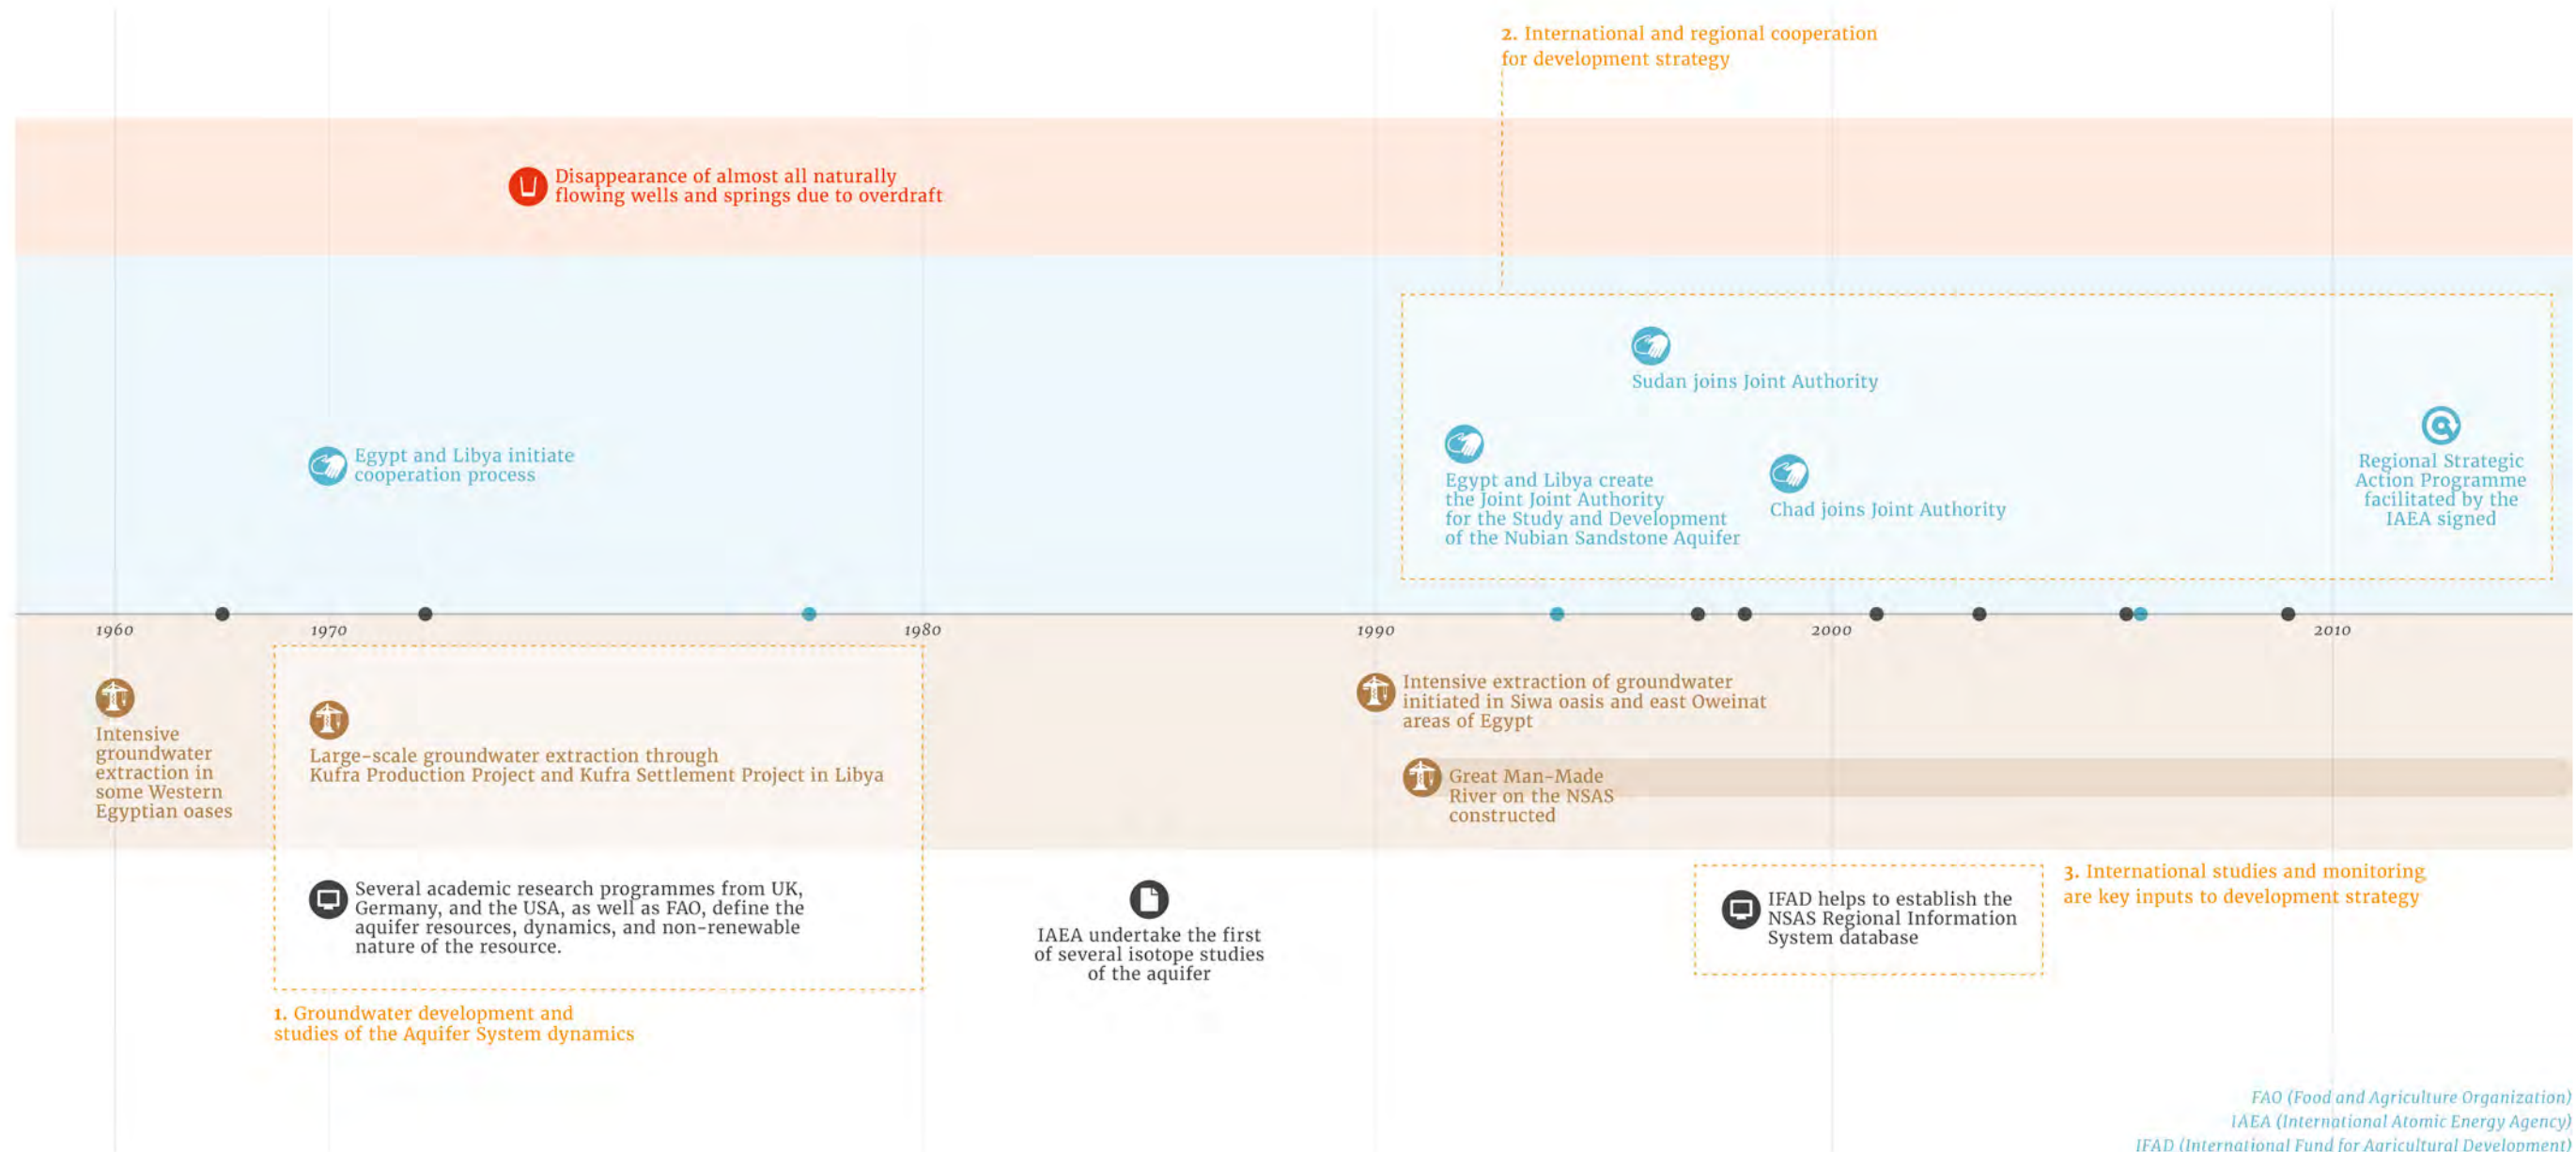 2. International and regional cooperation
for development strategy
Disappearance of almost all naturally
flowing wells and springs due to overdraft
Sudan joins Joint Authority
Egypt and Libya initiate
cooperation process
Egypt and Libya create
the Joint Joint Authority
for the Study and Development
of the Nubian Sandstone Aquifer
Chad joins Joint Authority
Regional Strategic
Action Programme
facilitated by the
IAEA signed
1960
1970
1980
1990
2000
2010
Intensive
groundwater
extraction in
some Western
Egyptian oases
Large-scale groundwater extraction through
Kufra Production Project and Kufra Settlement Project in Libya
Intensive extraction of groundwater
initiated in Siwa oasis and east Oweinat
areas of Egypt
Great Man-Made
River on the NSAS
constructed
Several academic research programmes from UK,
Germany, and the USA, as well as FAO, define the
aquifer resources, dynamics, and non-renewable
nature of the resource.
IAEA undertake the first
of several isotope studies
of the aquifer
IFAD helps to establish the
NSAS Regional Information
System database
3. International studies and monitoring
are key inputs to development strategy
1. Groundwater development and
studies of the Aquifer System dynamics
FAO (Food and Agriculture Organization)
IAEA (International Atomic Energy Agency)
IFAD (International Fund for Agricultural Development)